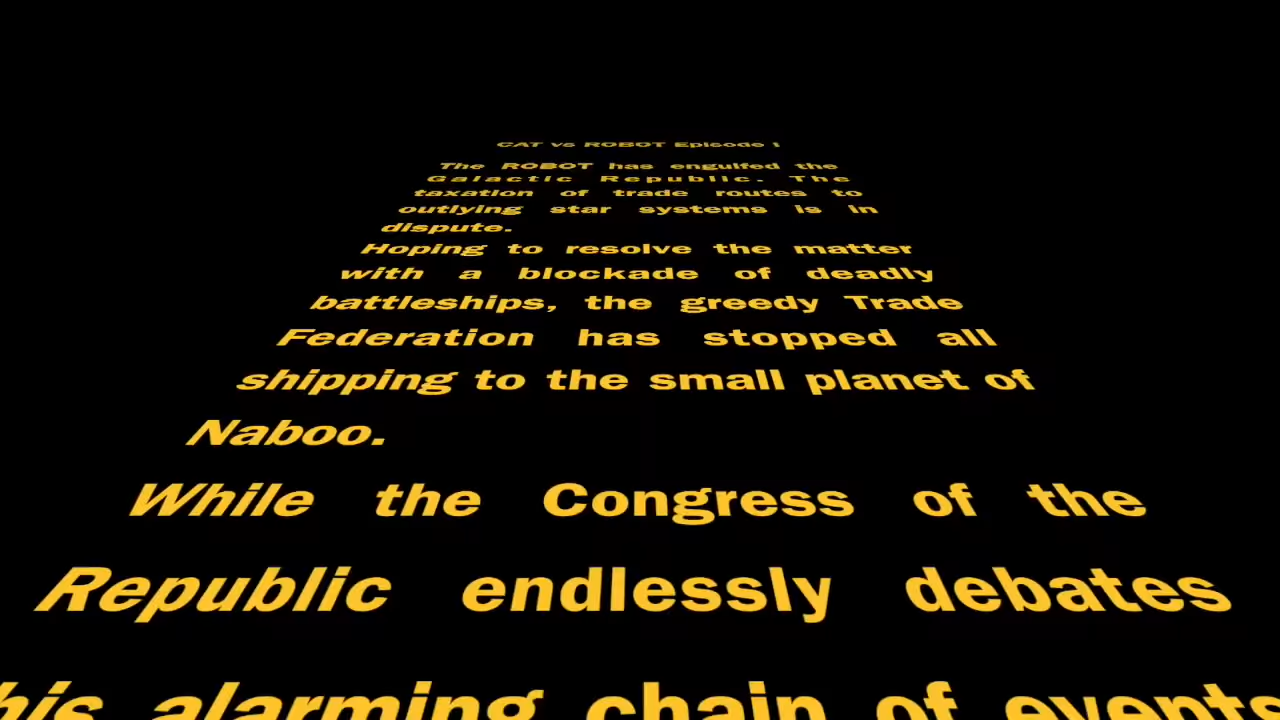 CAT vs ROBOT Episode I
The ROBOT has engulfed the
Galactic Republic. The
taxation of trade routes to
outlying star systems is in
dispute.
Hoping to resolve the matter
with a blockade of deadly
battleships, the greedy Trade
Federation has stopped all
shipping to the small planet of
Naboo.
While the Congress of the
Republic endlessly debates
his alarming chain of events